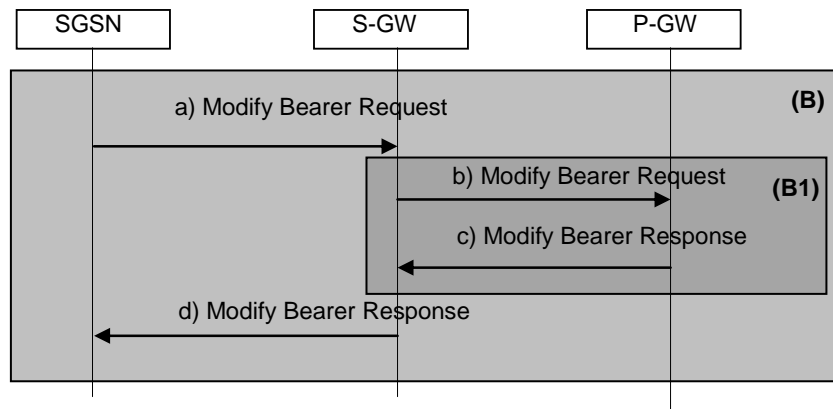 SGSN
S-GW
P-GW
(B)
a) Modify Bearer Request
b) Modify Bearer Request
(B1)
c) Modify Bearer Response
d) Modify Bearer Response